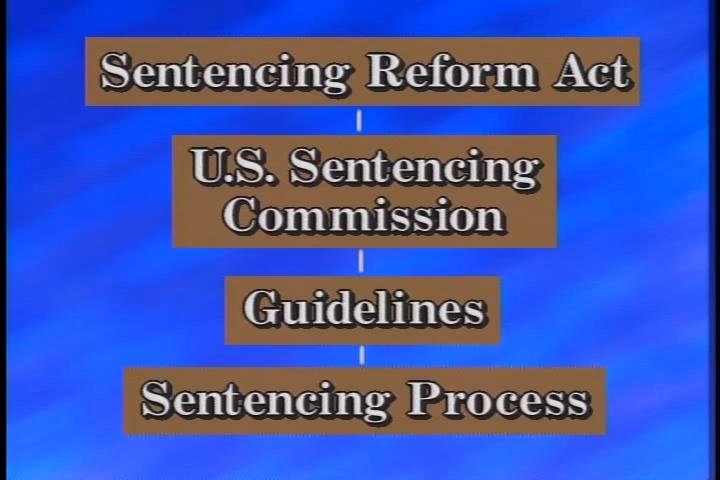 Sentencing Reform Act
U.S. Sentencing
Commission
Guidelines
Sentencing Process